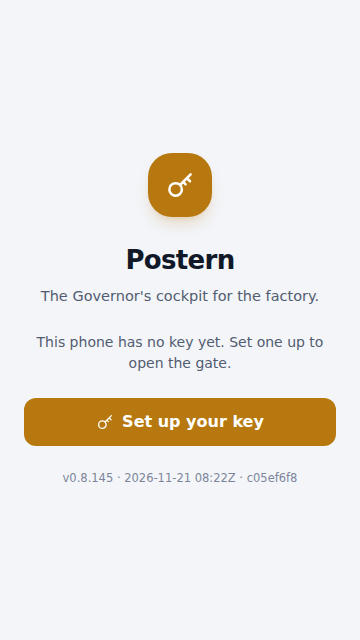 Postern
The Governor's cockpit for the factory.
This phone has no key yet. Set one up to
open the gate.
Set up your key
v0.8.145 · 2026-11-21 08:22Z · c05ef6f8